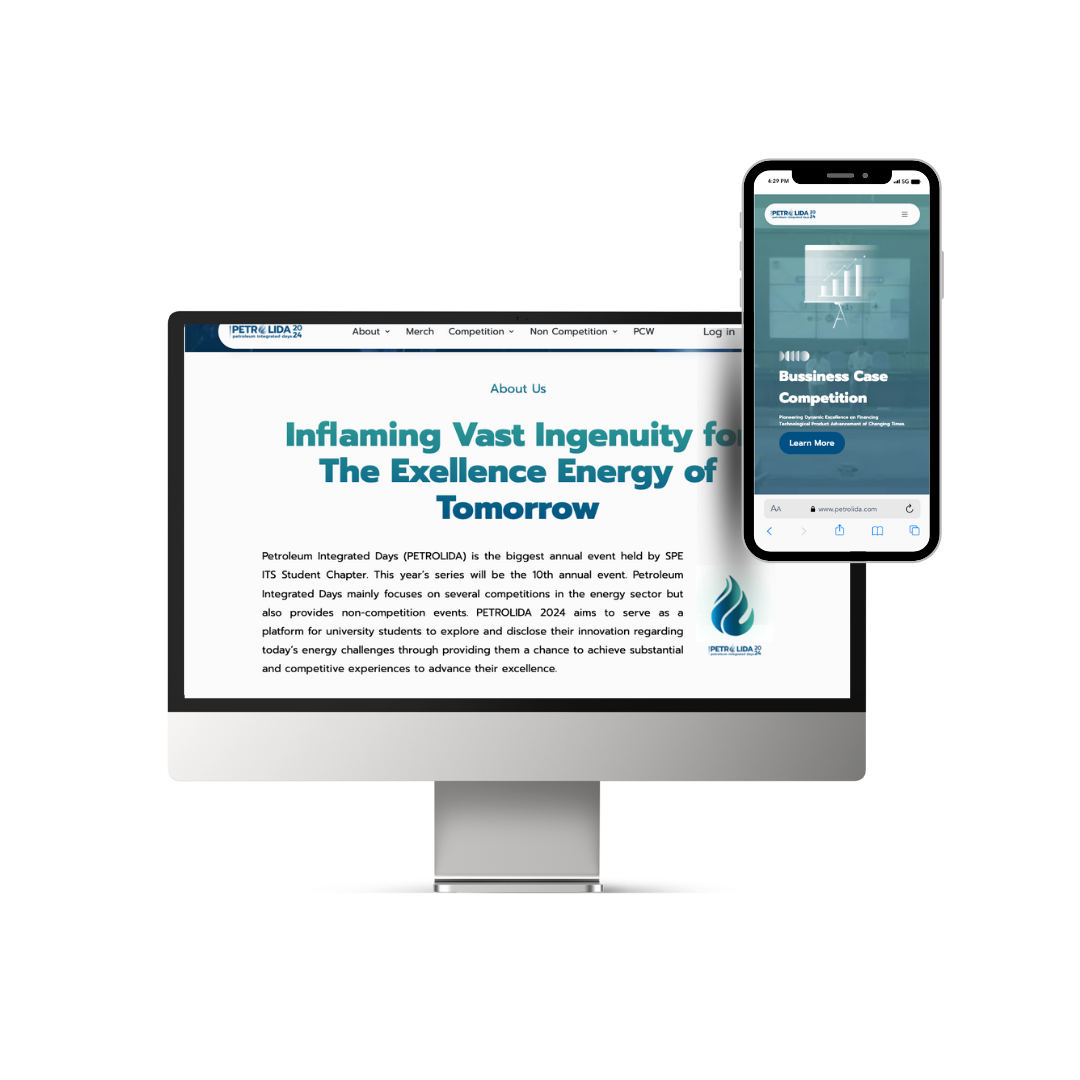 PETROLIDA 2024
petroleum integrated days
About
Merch
Competition
Non Competition
PCW
Log in
About Us
Inflaming Vast Ingenuity for
The Exellence Energy of
Tomorrow
Petroleum Integrated Days (PETROLIDA) is the biggest annual event held by SPE
ITS Student Chapter. This year's series will be the 10th annual event. Petroleum
Integrated Days mainly focuses on several competitions in the energy sector but
also provides non-competition events. PETROLIDA 2024 aims to serve as a
platform for university students to explore and disclose their innovation regarding
today's energy challenges through providing them a chance to achieve substantial
and competitive experiences to advance their excellence.
PETROLIDA 2024
petroleum integrated days
4:29 PM
5G
PETROLIDA 2024
petroleum integrated days
Bussiness Case
Competition
Pioneering Dynamic Excellence on Financing
Technological Product Advancement of Changing Times
Learn More
AA
www.petrolida.com